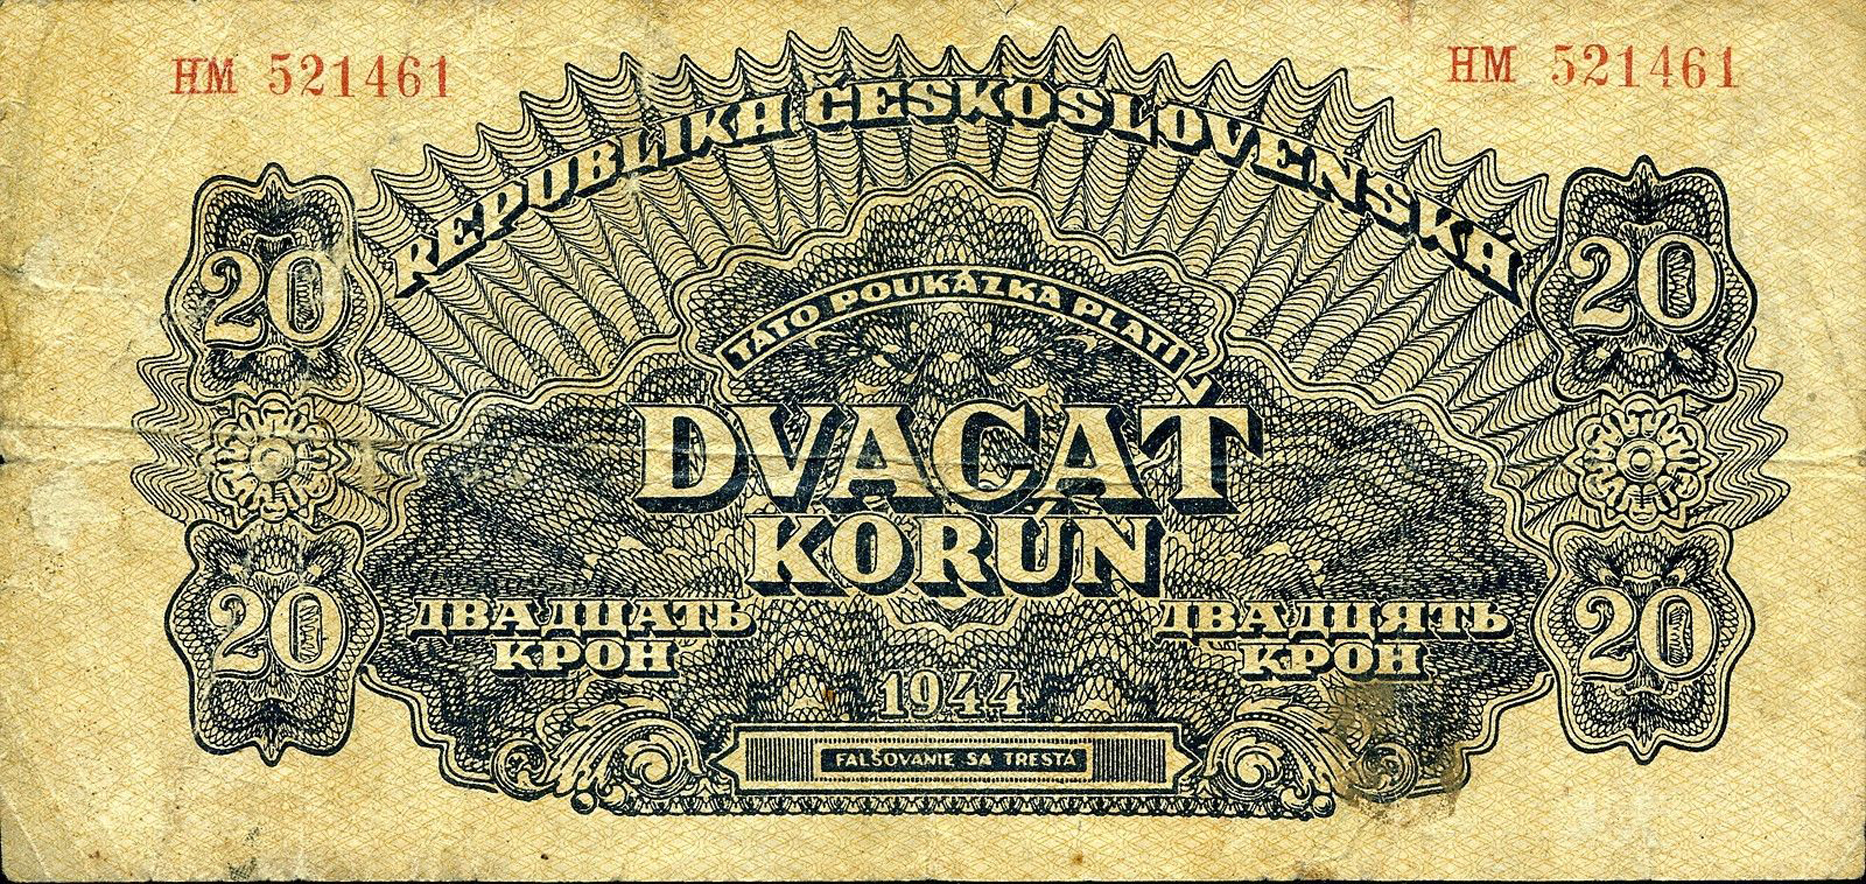 HM 521461
HM 521461
REPUBLIKA ČESKOSLOVENSKÁ
20
20
TÁTO POUKÁZKA PLATÍ
DVACAŤ
KORÚN
ДВАДЦАТЬ
КРОН
ДВАДЦЯТЬ
КРОН
20
20
1944
FALŠOVANIE SA TRESTÁ